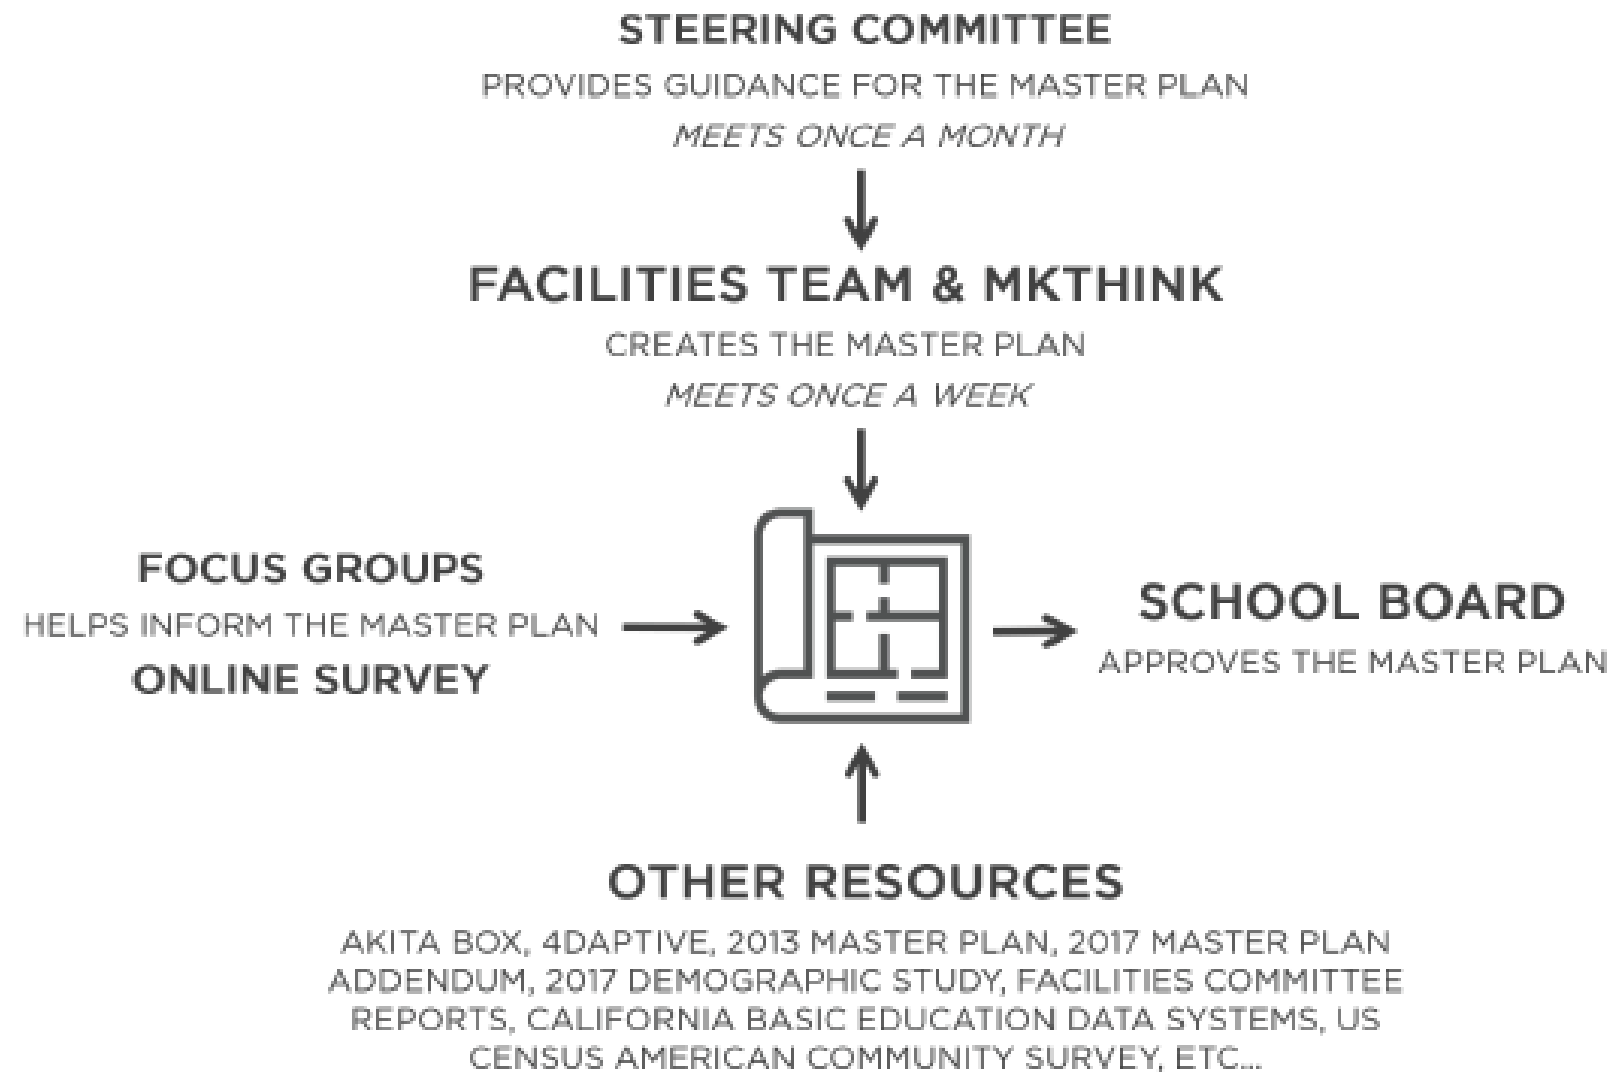 STEERING COMMITTEE
PROVIDES GUIDANCE FOR THE MASTER PLAN
MEETS ONCE A MONTH
FACILITIES TEAM & MKTHINK
CREATES THE MASTER PLAN
MEETS ONCE A WEEK
FOCUS GROUPS
HELPS INFORM THE MASTER PLAN
ONLINE SURVEY
SCHOOL BOARD
APPROVES THE MASTER PLAN
OTHER RESOURCES
AKITA BOX, 4DAPTIVE, 2013 MASTER PLAN, 2017 MASTER PLAN
ADDENDUM, 2017 DEMOGRAPHIC STUDY, FACILITIES COMMITTEE
REPORTS, CALIFORNIA BASIC EDUCATION DATA SYSTEMS, US
CENSUS AMERICAN COMMUNITY SURVEY, ETC...